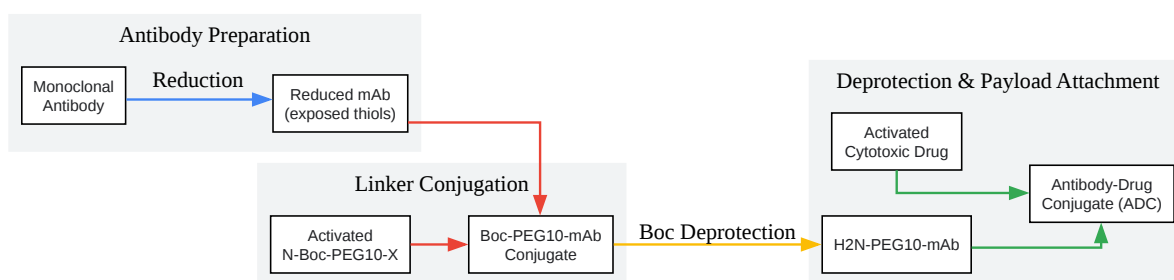 Antibody Preparation
Monoclonal
Antibody
Reduction
Reduced mAb
(exposed thiols)
Linker Conjugation
Activated
N-Boc-PEG10-X
Boc-PEG10-mAb
Conjugate
Boc Deprotection
Deprotection & Payload Attachment
Activated
Cytotoxic Drug
H2N-PEG10-mAb
Antibody-Drug
Conjugate (ADC)